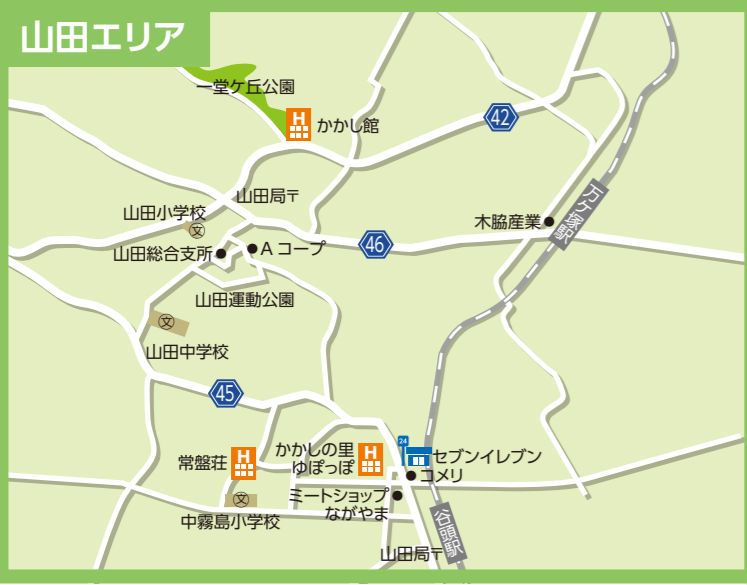 山田エリア
一堂ケ丘公園
H
かかし館
42
山田局〒
山田小学校
文
木脇産業
万ケ塚駅
山田総合支所
Aコープ
46
山田運動公園
文
山田中学校
45
24
常盤荘
H
かかしの里
ゆぽっぽ
H
セブンイレブン
コメリ
ミートショップ
ながやま
文
中霧島小学校
谷頭駅
山田局〒